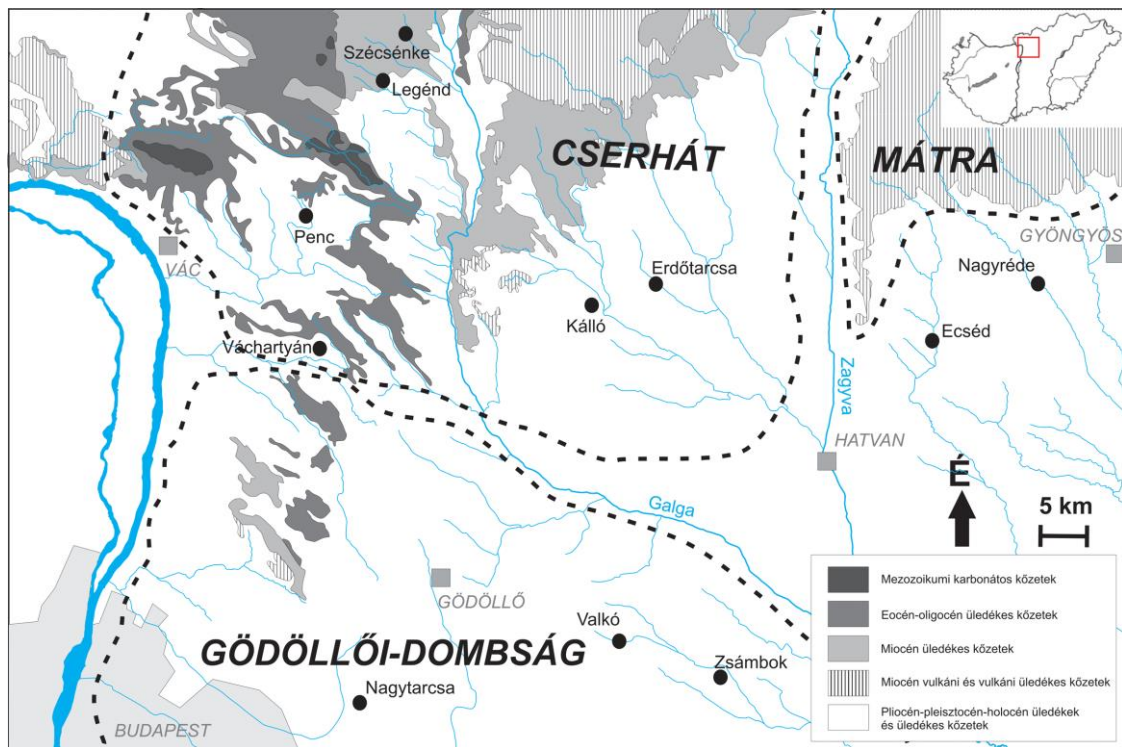 Szécsénke
Legénd
CSERHÁT
MÁTRA
Penc
VÁC
GYÖNGYÖS
Erdőtarcsa
Nagyréde
Kálló
Ecséd
Váchartyán
Zagyva
HATVAN
É
5 km
Galga
GÖDÖLLŐ
Valkó
GÖDÖLLŐI-DOMBSÁG
Zsámbok
Nagytarcsa
BUDAPEST
Mezozoikumi karbonátos kőzetek
Eocén-oligocén üledékes kőzetek
Miocén üledékes kőzetek
Miocén vulkáni és vulkáni üledékes kőzetek
Pliocén-pleisztocén-holocén üledékek
és üledékes kőzetek